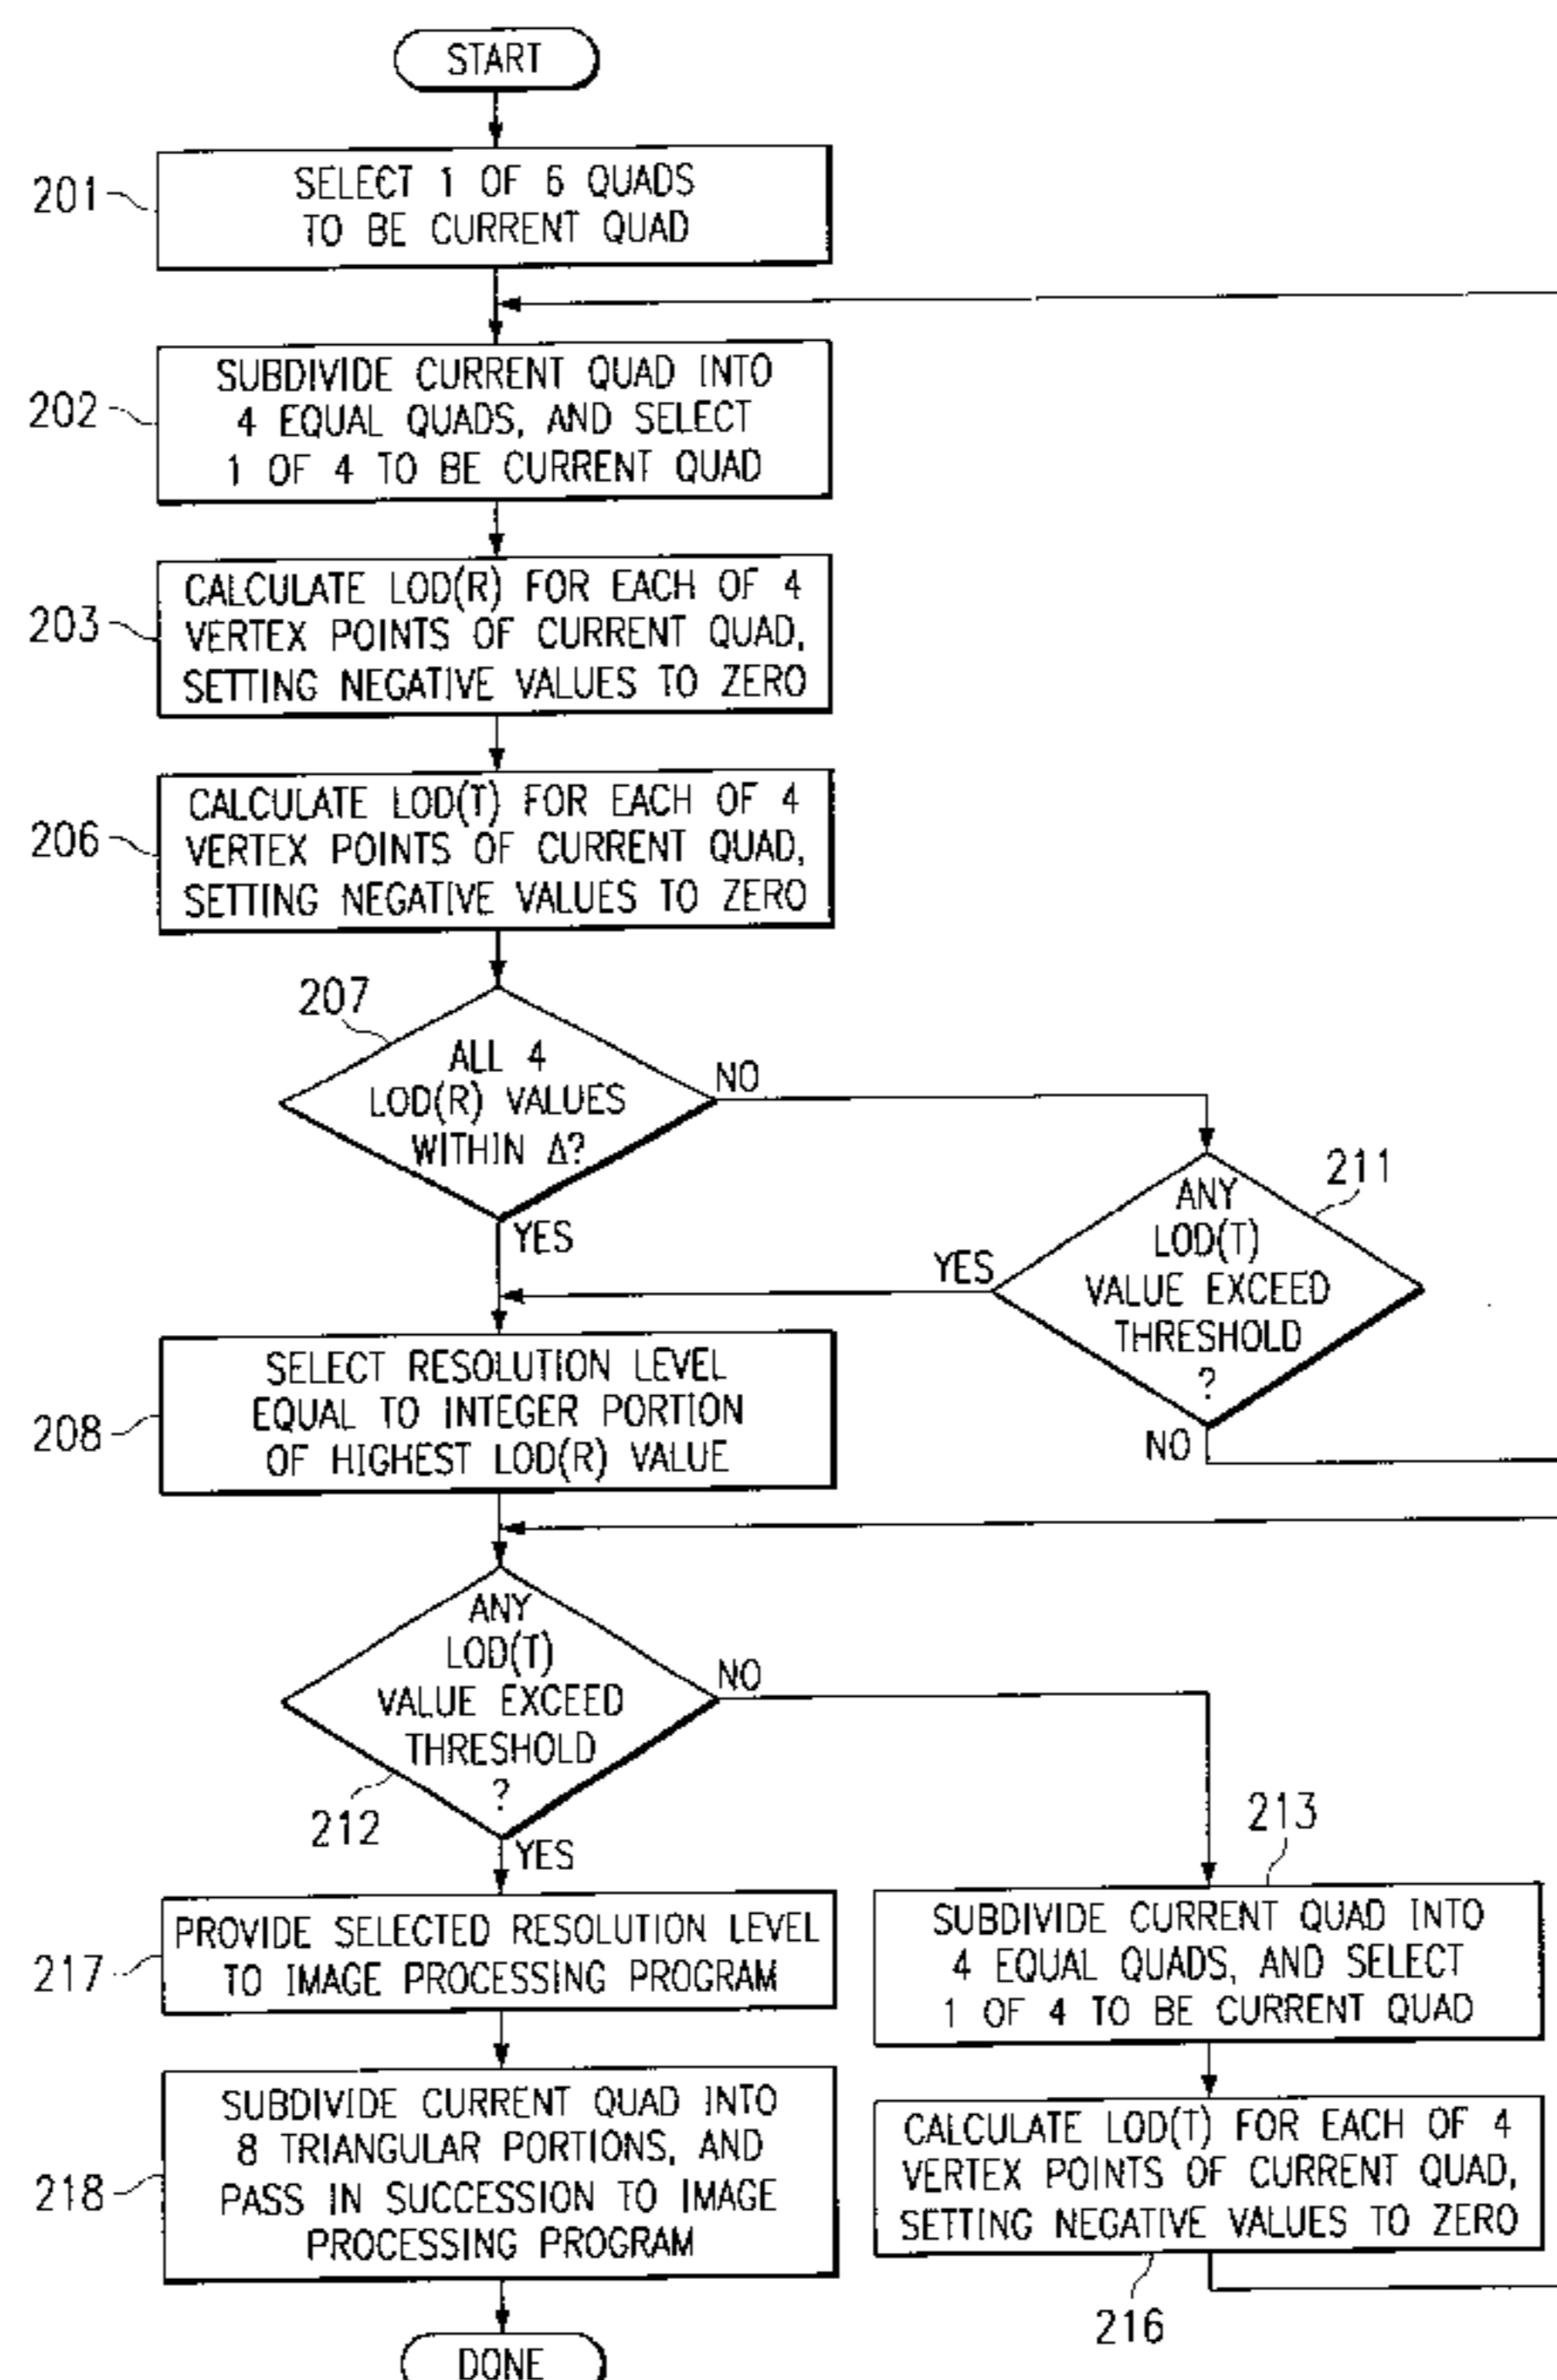 START
201
SELECT 1 OF 6 QUADS
TO BE CURRENT QUAD
202
SUBDIVIDE CURRENT QUAD INTO
4 EQUAL QUADS, AND SELECT
1 OF 4 TO BE CURRENT QUAD
203
CALCULATE LOD(R) FOR EACH OF 4
VERTEX POINTS OF CURRENT QUAD,
SETTING NEGATIVE VALUES TO ZERO
206
CALCULATE LOD(T) FOR EACH OF 4
VERTEX POINTS OF CURRENT QUAD,
SETTING NEGATIVE VALUES TO ZERO
207
ALL 4
LOD(R) VALUES
WITHIN Δ?
NO
YES
211
ANY
LOD(T)
VALUE EXCEED
THRESHOLD
?
YES
NO
208
SELECT RESOLUTION LEVEL
EQUAL TO INTEGER PORTION
OF HIGHEST LOD(R) VALUE
ANY
LOD(T)
VALUE EXCEED
THRESHOLD
?
NO
212
YES
213
217
PROVIDE SELECTED RESOLUTION LEVEL
TO IMAGE PROCESSING PROGRAM
SUBDIVIDE CURRENT QUAD INTO
4 EQUAL QUADS, AND SELECT
1 OF 4 TO BE CURRENT QUAD
218
SUBDIVIDE CURRENT QUAD INTO
8 TRIANGULAR PORTIONS, AND
PASS IN SUCCESSION TO IMAGE
PROCESSING PROGRAM
CALCULATE LOD(T) FOR EACH OF 4
VERTEX POINTS OF CURRENT QUAD,
SETTING NEGATIVE VALUES TO ZERO
216
DONE